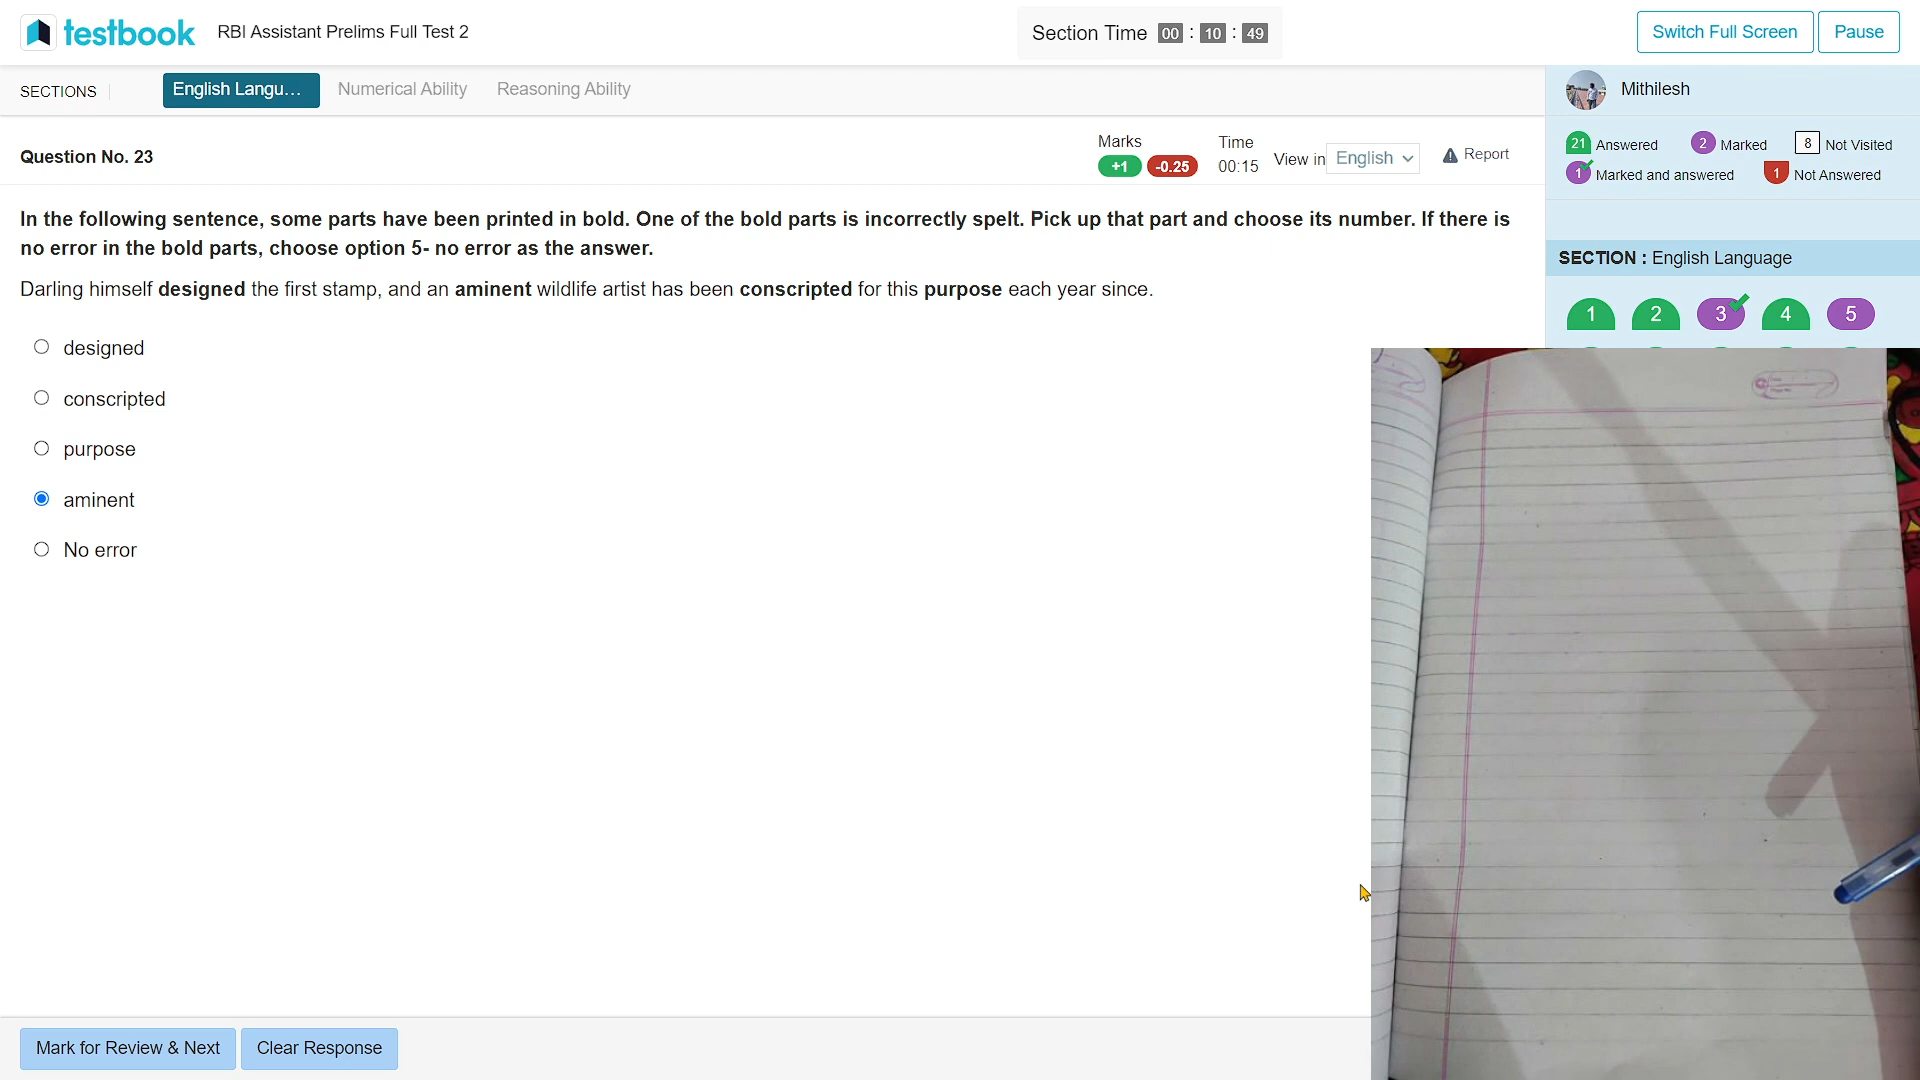 testbook RBI Assistant Prelims Full Test 2 Section Time 00 : 10 : 49 Switch Full Screen Pause
SECTIONS English Langu... Numerical Ability Reasoning Ability Mithilesh
Question No. 23 Marks +1 -0.25 Time 00:15 View in English Report
21 Answered 2 Marked 8 Not Visited
1 Marked and answered 1 Not Answered
In the following sentence, some parts have been printed in bold. One of the bold parts is incorrectly spelt. Pick up that part and choose its number. If there is
no error in the bold parts, choose option 5- no error as the answer.
Darling himself designed the first stamp, and an aminent wildlife artist has been conscripted for this purpose each year since.
designed
conscripted
purpose
aminent
No error
SECTION : English Language
1 2 3 4 5
Mark for Review & Next Clear Response